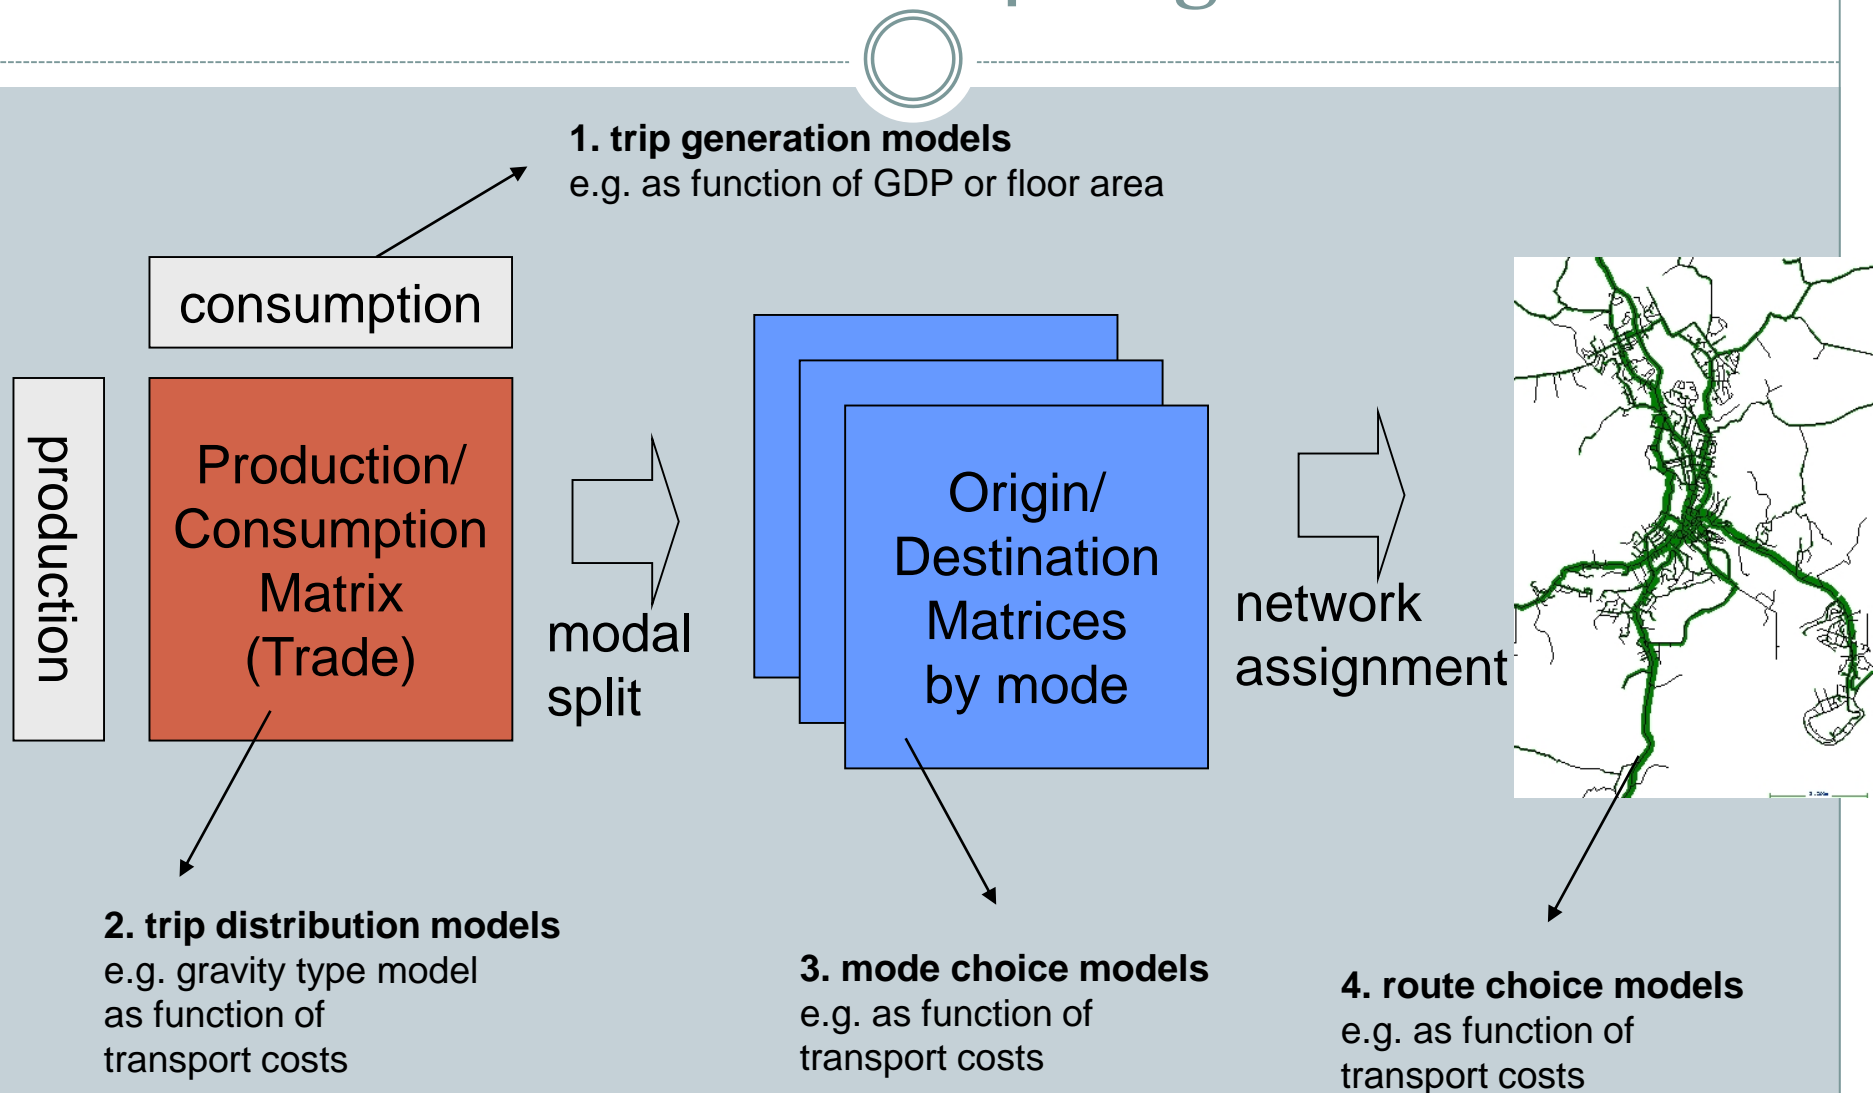 1. trip generation models
e.g. as function of GDP or floor area
consumption
production
Production/
Consumption
Matrix
(Trade)
modal
split
Origin/
Destination
Matrices
by mode
network
assignment
2. trip distribution models
e.g. gravity type model
as function of
transport costs
3. mode choice models
e.g. as function of
transport costs
4. route choice models
e.g. as function of
transport costs